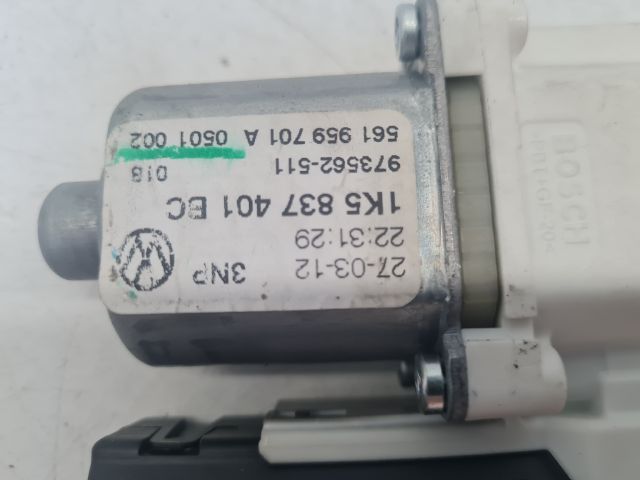 27-03-12 3NP
22:31:29
1K5 837 401 BC
973562-511 018
561 959 701 A 0501 002
BOSCH